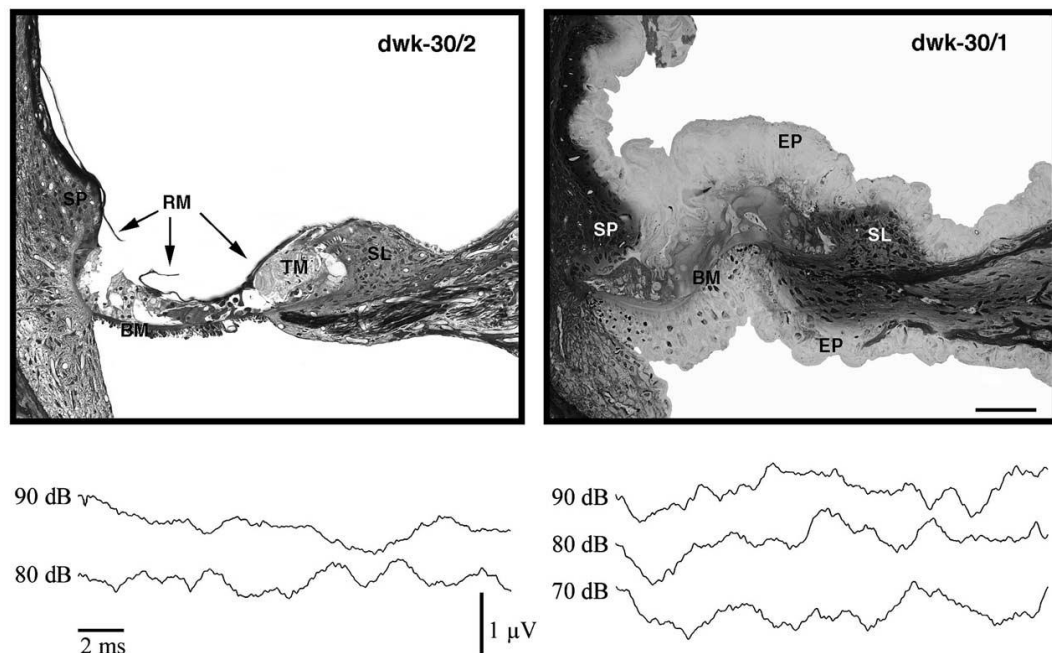 dwk-30/2
SP
RM
TM
SL
BM
dwk-30/1
EP
SP
SL
BM
EP
90 dB
80 dB
2 ms
1 µV
90 dB
80 dB
70 dB